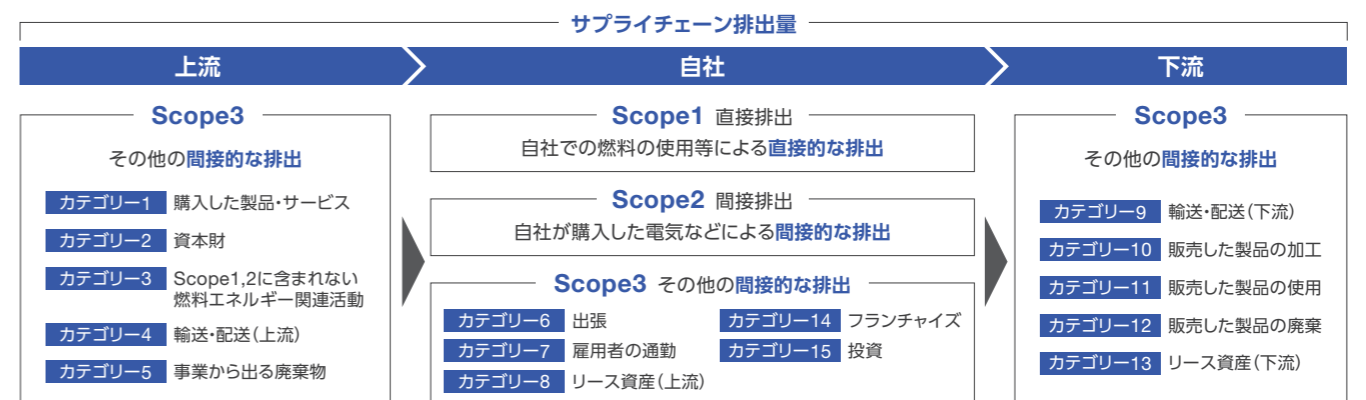 サプライチェーン排出量
上流
自社
下流
Scope3
その他の間接的な排出
カテゴリー1 購入した製品・サービス
カテゴリー2 資本財
カテゴリー3 Scope1,2に含まれない
燃料エネルギー関連活動
カテゴリー4 輸送・配送(上流)
カテゴリー5 事業から出る廃棄物
Scope1 直接排出
自社での燃料の使用等による直接的な排出
Scope2 間接排出
自社が購入した電気などによる間接的な排出
Scope3 その他の間接的な排出
カテゴリー6 出張
カテゴリー7 雇用者の通勤
カテゴリー8 リース資産(上流)
カテゴリー14 フランチャイズ
カテゴリー15 投資
Scope3
その他の間接的な排出
カテゴリー9 輸送・配送(下流)
カテゴリー10 販売した製品の加工
カテゴリー11 販売した製品の使用
カテゴリー12 販売した製品の廃棄
カテゴリー13 リース資産(下流)